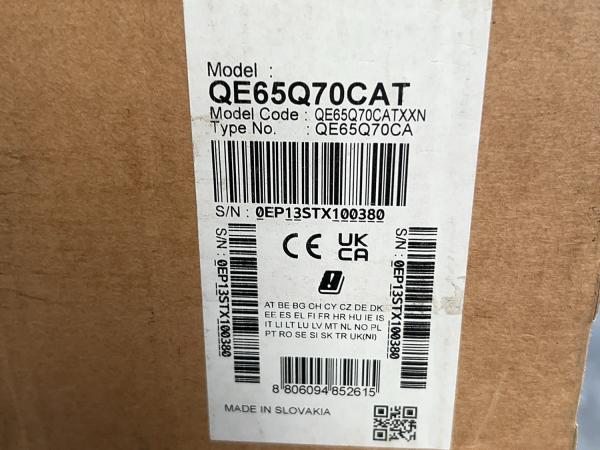 Model :
QE65Q70CAT
Model Code : QE65Q70CATXXN
Type No. : QE65Q70CA
S/N : 0EP13STX100380
S/N : 0EP13STX100380
CE UK CA
S/N : 0EP13STX100380
AT BE BG CH CY CZ DE DK
EE ES EL FI FR HR HU IE IS
IT LI LT LU LV MT NL NO PL
PT RO SE SI SK TR UK(NI)
8 806094 852615
MADE IN SLOVAKIA